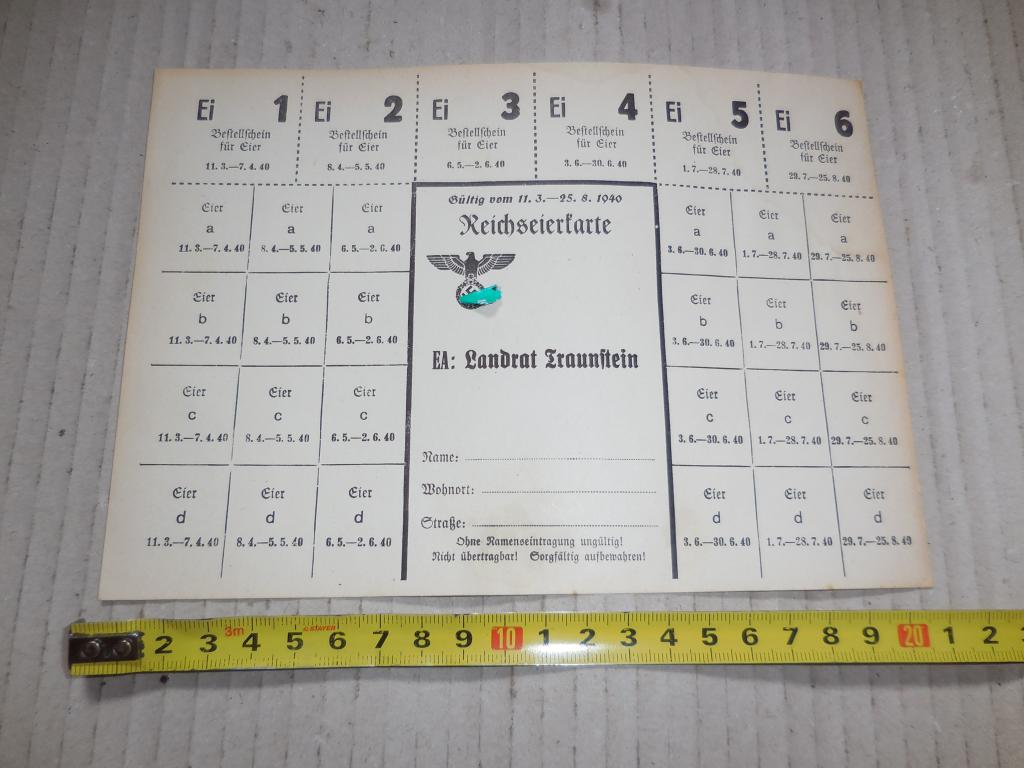 Ei 1 Ei 2 Ei 3 Ei 4 Ei 5 Ei 6
Bestellschein Bestellschein Bestellschein Bestellschein Bestellschein Bestellschein
für Eier für Eier für Eier für Eier für Eier für Eier
11. 3.—7. 4. 40 8. 4.—5. 5. 40 6. 5.—2. 6. 40 3. 6.—30. 6. 40 1. 7.—28. 7. 40 29. 7.—25. 8. 40
Gültig vom 11. 3.—25. 8. 1940
Reichseierkarte
EA: Landrat Traunstein
Name:
Wohnort:
Straße:
Ohne Namenseintragung ungültig!
Nicht übertragbar! Sorgfältig aufbewahren!
Eier Eier Eier Eier Eier Eier
a a a a a a
11. 3.—7. 4. 40 8. 4.—5. 5. 40 6. 5.—2. 6. 40 3. 6.—30. 6. 40 1. 7.—28. 7. 40 29. 7.—25. 8. 40
Eier Eier Eier Eier Eier Eier
b b b b b b
11. 3.—7. 4. 40 8. 4.—5. 5. 40 6. 5.—2. 6. 40 3. 6.—30. 6. 40 1. 7.—28. 7. 40 29. 7.—25. 8. 40
Eier Eier Eier Eier Eier Eier
c c c c c c
11. 3.—7. 4. 40 8. 4.—5. 5. 40 6. 5.—2. 6. 40 3. 6.—30. 6. 40 1. 7.—28. 7. 40 29. 7.—25. 8. 40
Eier Eier Eier Eier Eier Eier
d d d d d d
11. 3.—7. 4. 40 8. 4.—5. 5. 40 6. 5.—2. 6. 40 3. 6.—30. 6. 40 1. 7.—28. 7. 40 29. 7.—25. 8. 40
3m STAYER
2 3 4 5 6 7 8 9 10 1 2 3 4 5 6 7 8 9 20 1 2